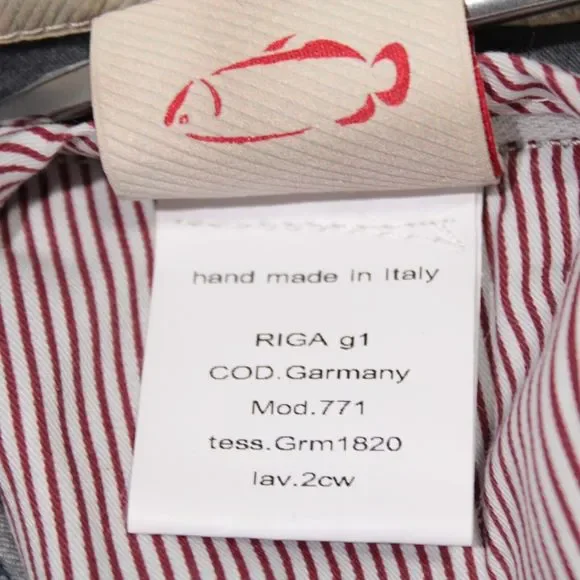 hand made in Italy
RIGA g1
COD.Garmany
Mod.771
tess.Grm1820
lav.2cw